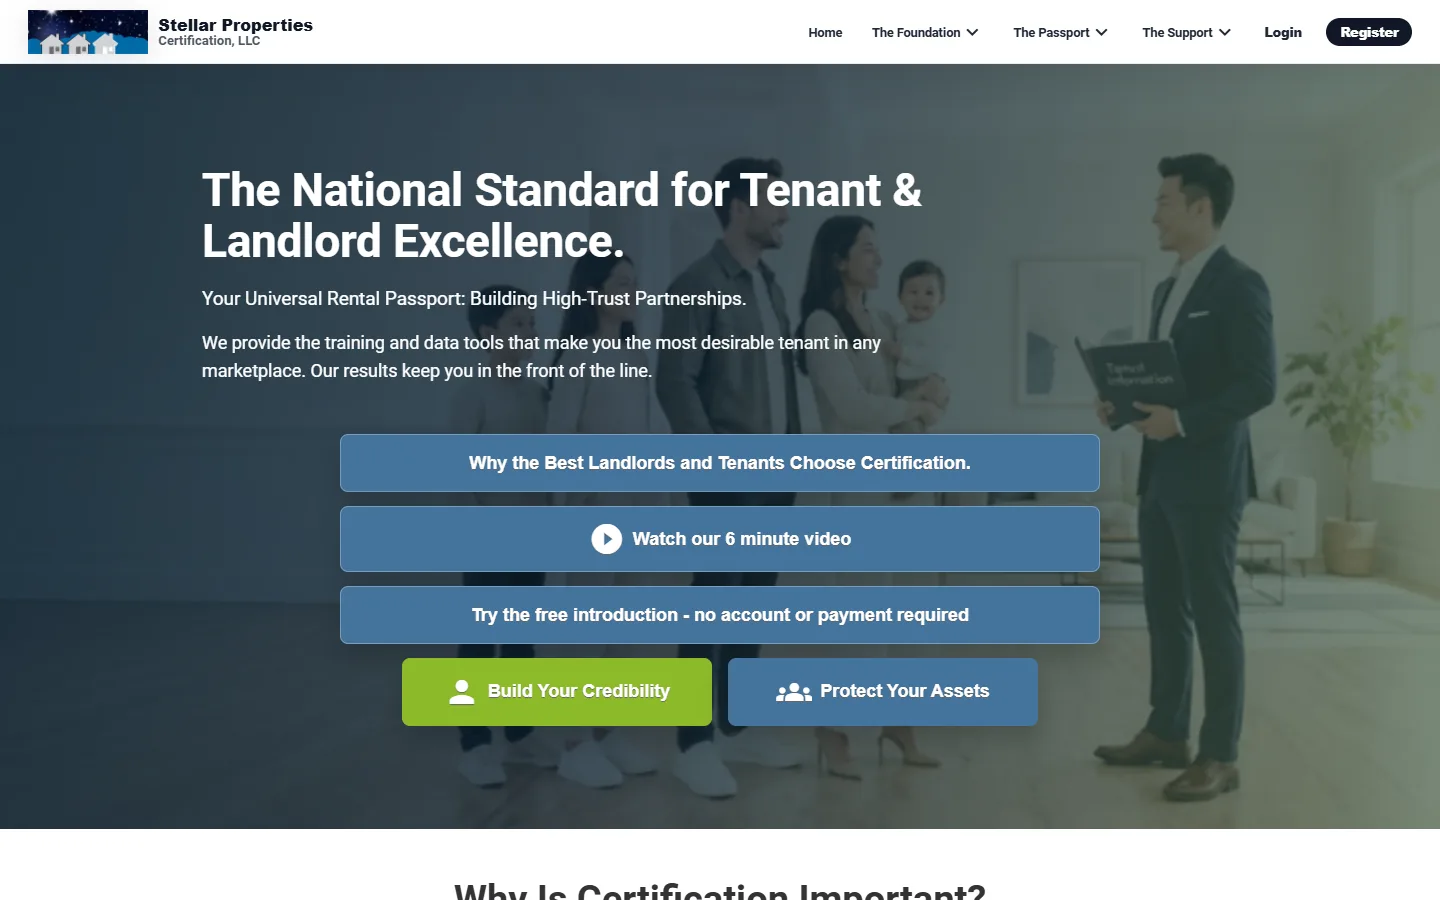 Stellar Properties
Certification, LLC
Home
The Foundation
The Passport
The Support
Login
Register
The National Standard for Tenant &
Landlord Excellence.
Your Universal Rental Passport: Building High-Trust Partnerships.
We provide the training and data tools that make you the most desirable tenant in any
marketplace. Our results keep you in the front of the line.
Tenant
Information
Why the Best Landlords and Tenants Choose Certification.
Watch our 6 minute video
Try the free introduction - no account or payment required
Build Your Credibility
Protect Your Assets
Why Is Certification Important?